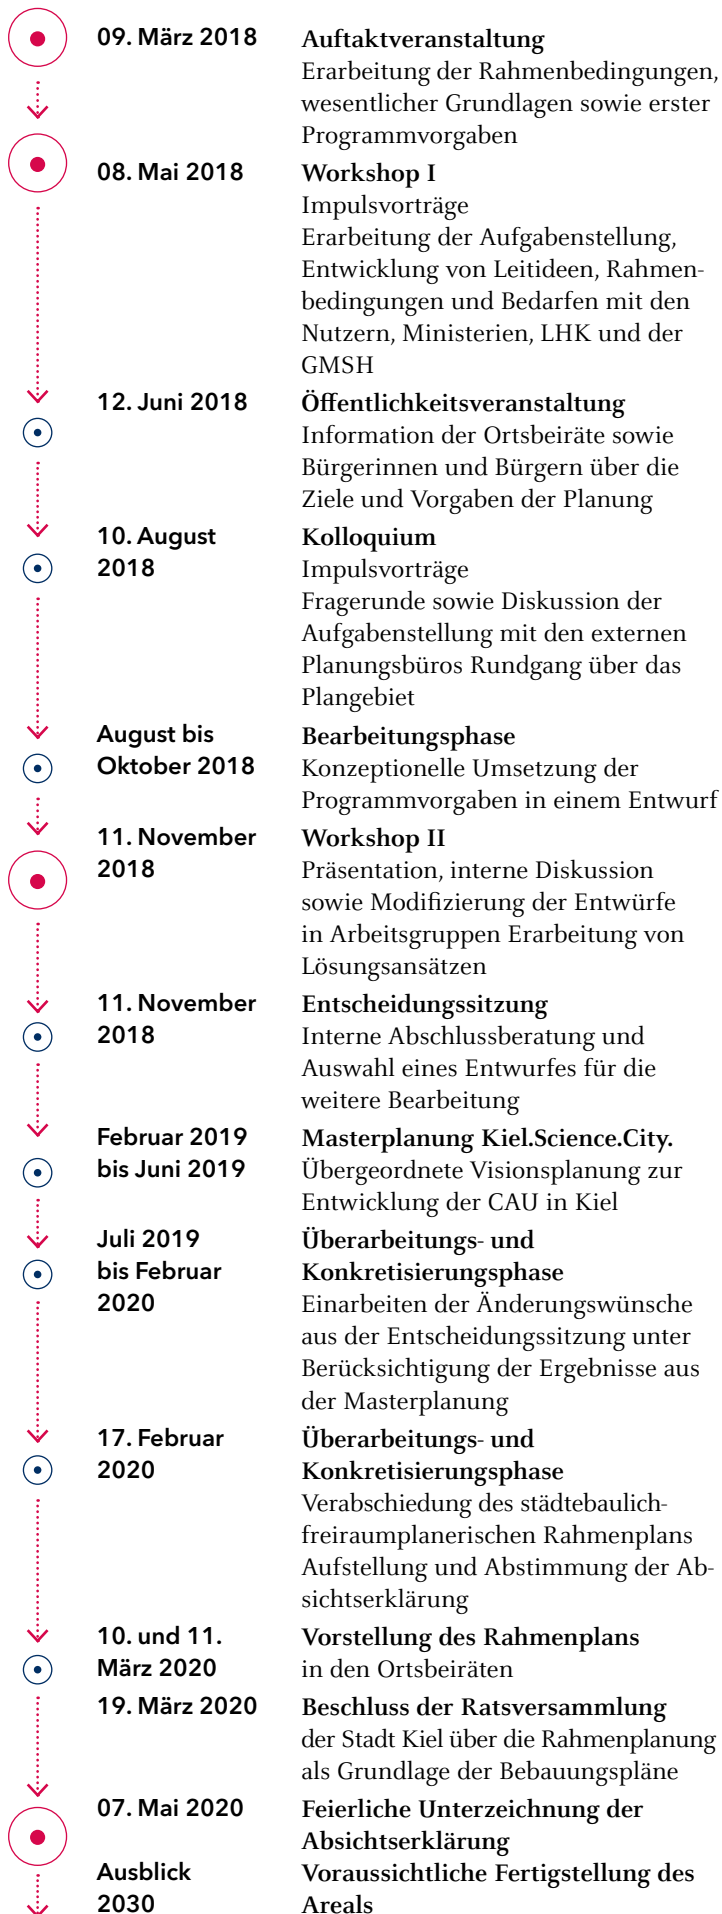 09. März 2018
Auftaktveranstaltung
Erarbeitung der Rahmenbedingungen,
wesentlicher Grundlagen sowie erster
Programmvorgaben
08. Mai 2018
Workshop I
Impulsvorträge
Erarbeitung der Aufgabenstellung,
Entwicklung von Leitideen, Rahmen-
bedingungen und Bedarfen mit den
Nutzern, Ministerien, LHK und der
GMSH
12. Juni 2018
Öffentlichkeitsveranstaltung
Information der Ortsbeiräte sowie
Bürgerinnen und Bürgern über die
Ziele und Vorgaben der Planung
10. August
2018
Kolloquium
Impulsvorträge
Fragerunde sowie Diskussion der
Aufgabenstellung mit den externen
Planungsbüros Rundgang über das
Plangebiet
August bis
Oktober 2018
Bearbeitungsphase
Konzeptionelle Umsetzung der
Programmvorgaben in einem Entwurf
11. November
2018
Workshop II
Präsentation, interne Diskussion
sowie Modifizierung der Entwürfe
in Arbeitsgruppen Erarbeitung von
Lösungsansätzen
11. November
2018
Entscheidungssitzung
Interne Abschlussberatung und
Auswahl eines Entwurfes für die
weitere Bearbeitung
Februar 2019
bis Juni 2019
Masterplanung Kiel.Science.City.
Übergeordnete Visionsplanung zur
Entwicklung der CAU in Kiel
Juli 2019
bis Februar
2020
Überarbeitungs- und
Konkretisierungsphase
Einarbeiten der Änderungswünsche
aus der Entscheidungssitzung unter
Berücksichtigung der Ergebnisse aus
der Masterplanung
17. Februar
2020
Überarbeitungs- und
Konkretisierungsphase
Verabschiedung des städtebaulich-
freiraumplanerischen Rahmenplans
Aufstellung und Abstimmung der Ab-
sichtserklärung
10. und 11.
März 2020
Vorstellung des Rahmenplans
in den Ortsbeiräten
19. März 2020
Beschluss der Ratsversammlung
der Stadt Kiel über die Rahmenplanung
als Grundlage der Bebauungspläne
07. Mai 2020
Feierliche Unterzeichnung der
Absichtserklärung
Ausblick
2030
Voraussichtliche Fertigstellung des
Areals